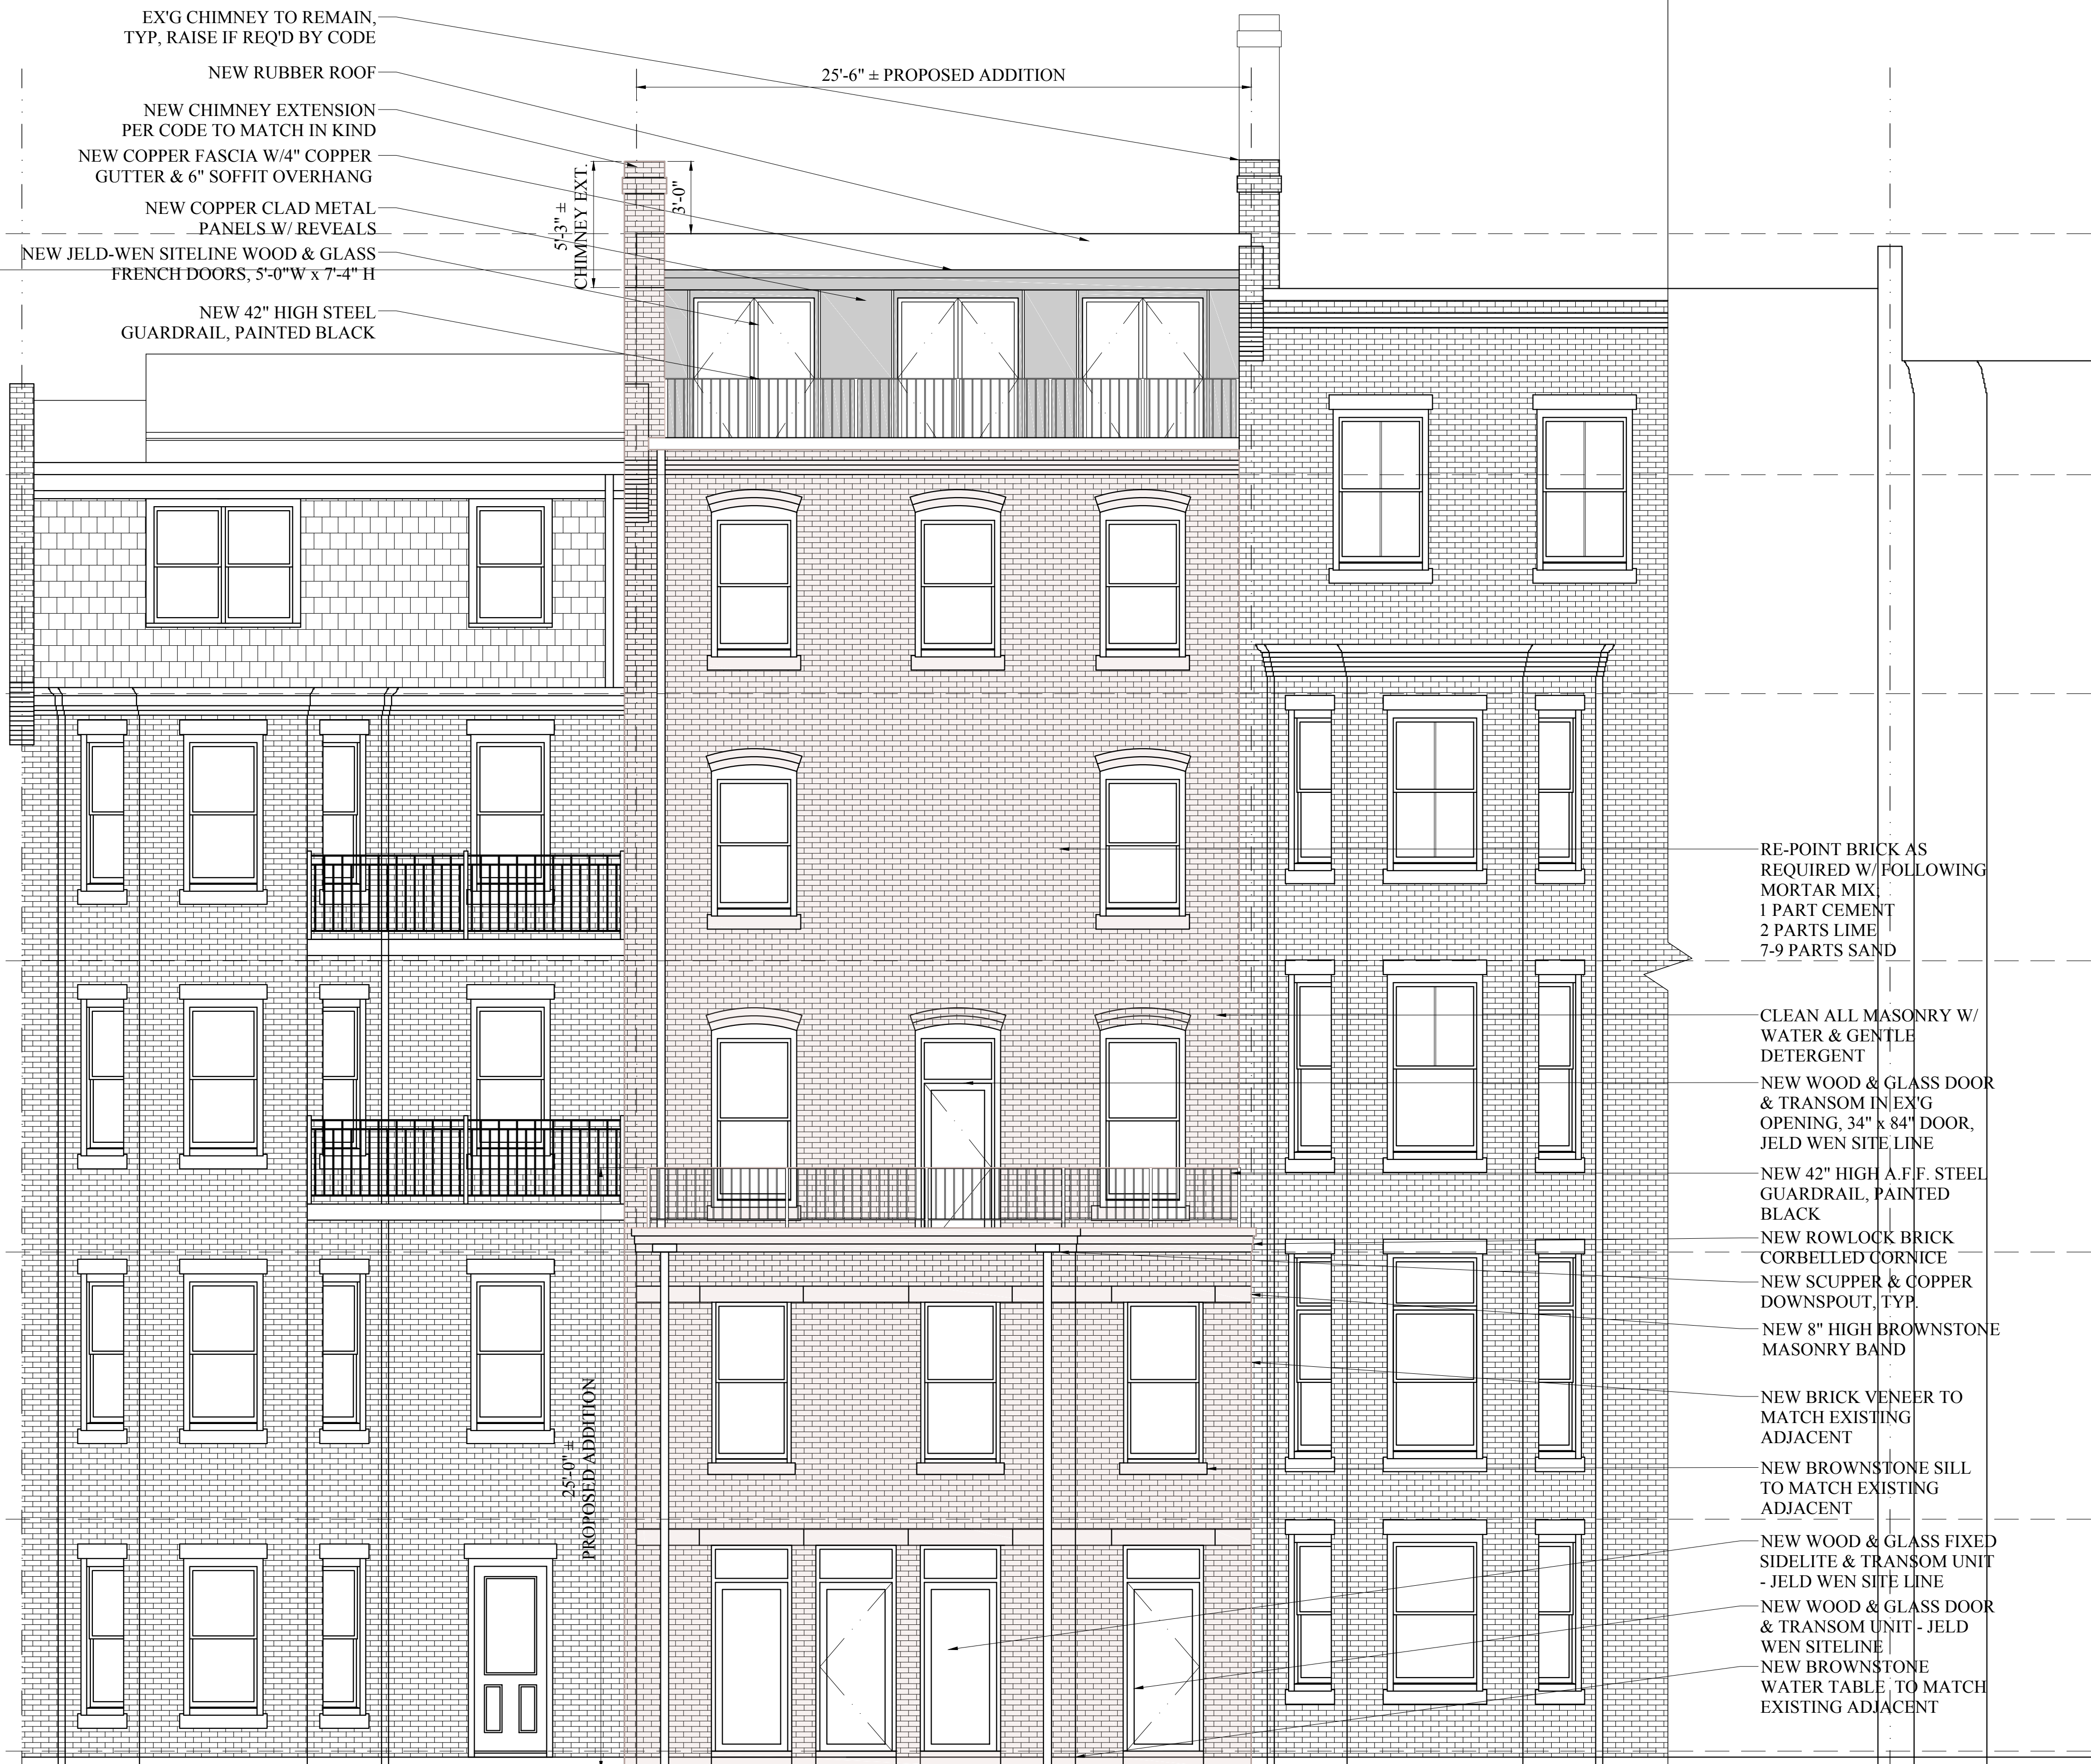 EX'G CHIMNEY TO REMAIN,
TYP, RAISE IF REQ'D BY CODE
NEW RUBBER ROOF
NEW CHIMNEY EXTENSION
PER CODE TO MATCH IN KIND
NEW COPPER FASCIA W/4" COPPER
GUTTER & 6" SOFFIT OVERHANG
NEW COPPER CLAD METAL
PANELS W/ REVEALS
NEW JELD-WEN SITELINE WOOD & GLASS
FRENCH DOORS, 5'-0"W x 7'-4" H
NEW 42" HIGH STEEL
GUARDRAIL, PAINTED BLACK
25'-6" ± PROPOSED ADDITION
5'-3" ±
CHIMNEY EXT.
3'-0"
25'-0" ±
PROPOSED ADDITION
RE-POINT BRICK AS
REQUIRED W/ FOLLOWING
MORTAR MIX;
1 PART CEMENT
2 PARTS LIME
7-9 PARTS SAND
CLEAN ALL MASONRY W/
WATER & GENTLE
DETERGENT
NEW WOOD & GLASS DOOR
& TRANSOM IN EX'G
OPENING, 34" x 84" DOOR,
JELD WEN SITE LINE
NEW 42" HIGH A.F.F. STEEL
GUARDRAIL, PAINTED
BLACK
NEW ROWLOCK BRICK
CORBELLED CORNICE
NEW SCUPPER & COPPER
DOWNSPOUT, TYP.
NEW 8" HIGH BROWNSTONE
MASONRY BAND
NEW BRICK VENEER TO
MATCH EXISTING
ADJACENT
NEW BROWNSTONE SILL
TO MATCH EXISTING
ADJACENT
NEW WOOD & GLASS FIXED
SIDELITE & TRANSOM UNIT
- JELD WEN SITE LINE
NEW WOOD & GLASS DOOR
& TRANSOM UNIT - JELD
WEN SITELINE
NEW BROWNSTONE
WATER TABLE TO MATCH
EXISTING ADJACENT